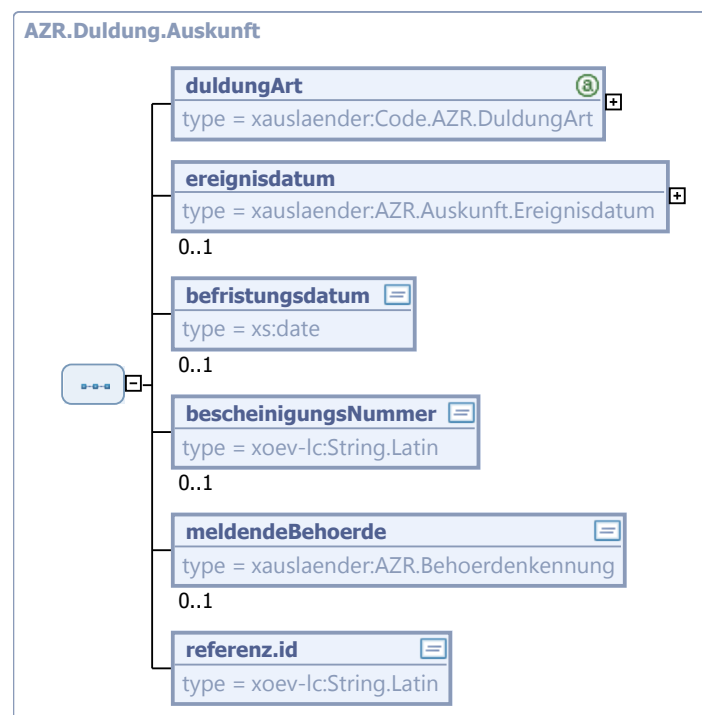 AZR.Duldung.Auskunft
duldungArt
type = xauslaender:Code.AZR.DuldungArt
ereignisdatum
type = xauslaender:AZR.Auskunft.Ereignisdatum
0..1
befristungsdatum
type = xs:date
0..1
bescheinigungsNummer
type = xoev-lc:String.Latin
0..1
meldendeBehoerde
type = xauslaender:AZR.Behoerdenkennung
0..1
referenz.id
type = xoev-lc:String.Latin